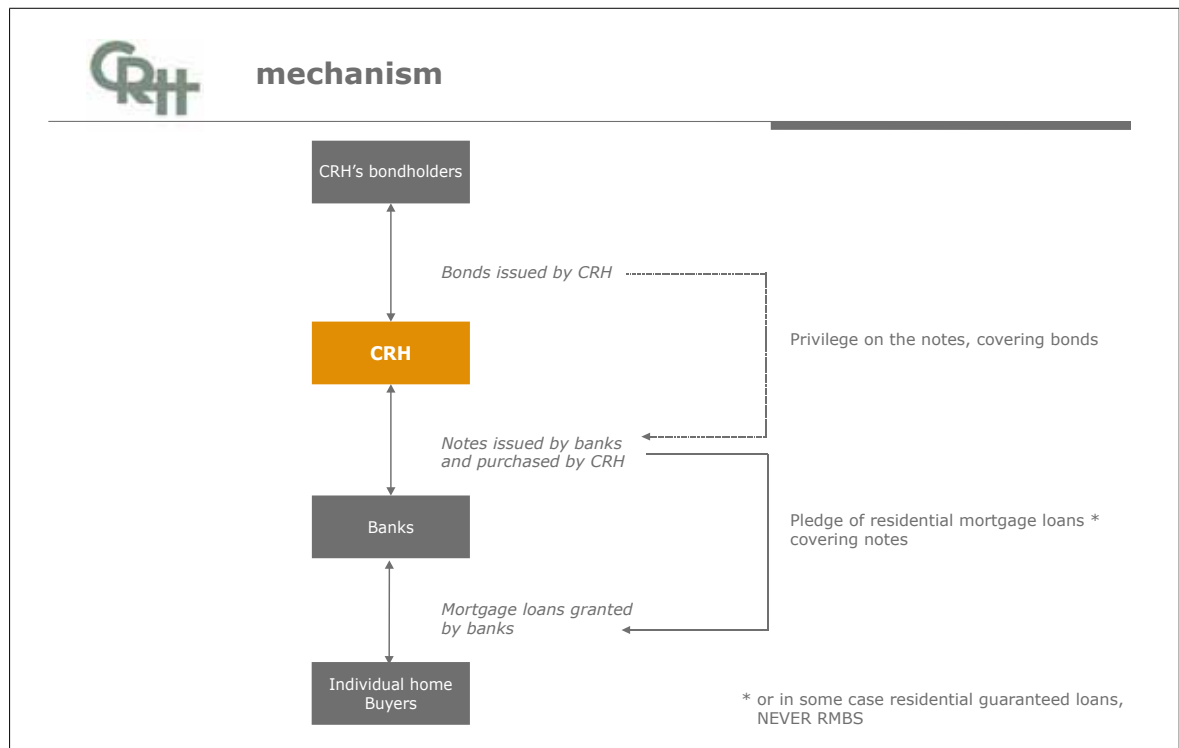 CRH mechanism
CRH's bondholders
Bonds issued by CRH
CRH
Privilege on the notes, covering bonds
Notes issued by banks
and purchased by CRH
Banks
Pledge of residential mortgage loans *
covering notes
Mortgage loans granted
by banks
Individual home
Buyers
* or in some case residential guaranteed loans,
NEVER RMBS